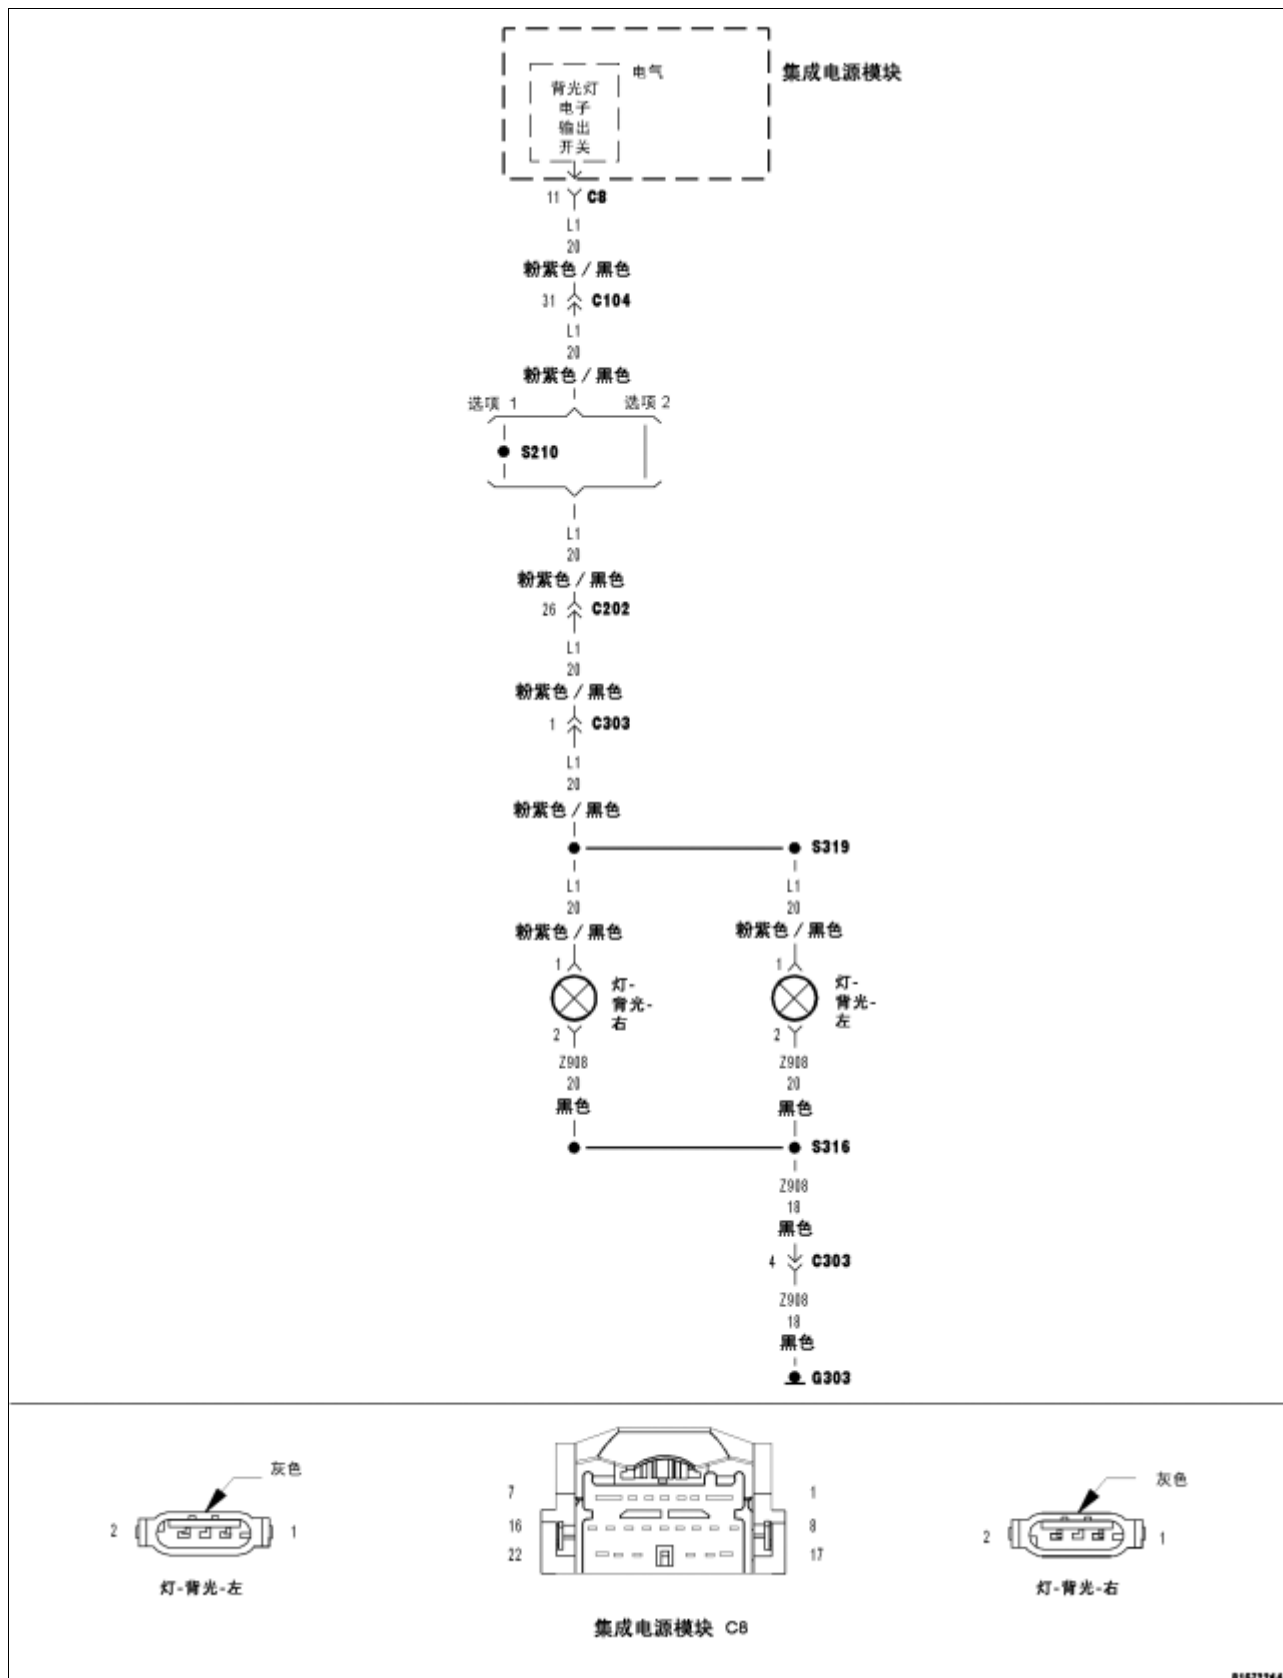 电气
集成电源模块
背光灯
电子
输出
开关
11 C8
L1
20
粉紫色 / 黑色
31 C104
L1
20
粉紫色 / 黑色
选项 1 选项 2
S210
L1
20
粉紫色 / 黑色
26 C202
L1
20
粉紫色 / 黑色
1 C303
L1
20
粉紫色 / 黑色
S319
L1 L1
20 20
粉紫色 / 黑色 粉紫色 / 黑色
1 1
灯- 灯-
背光- 背光-
右 左
2 2
Z908 Z908
20 20
黑色 黑色
S316
Z908
18
黑色
4 C303
Z908
18
黑色
G303
灰色 灰色
7 1
2 1 16 8 2 1
22 17
灯-背光-左 灯-背光-右
集成电源模块 C8